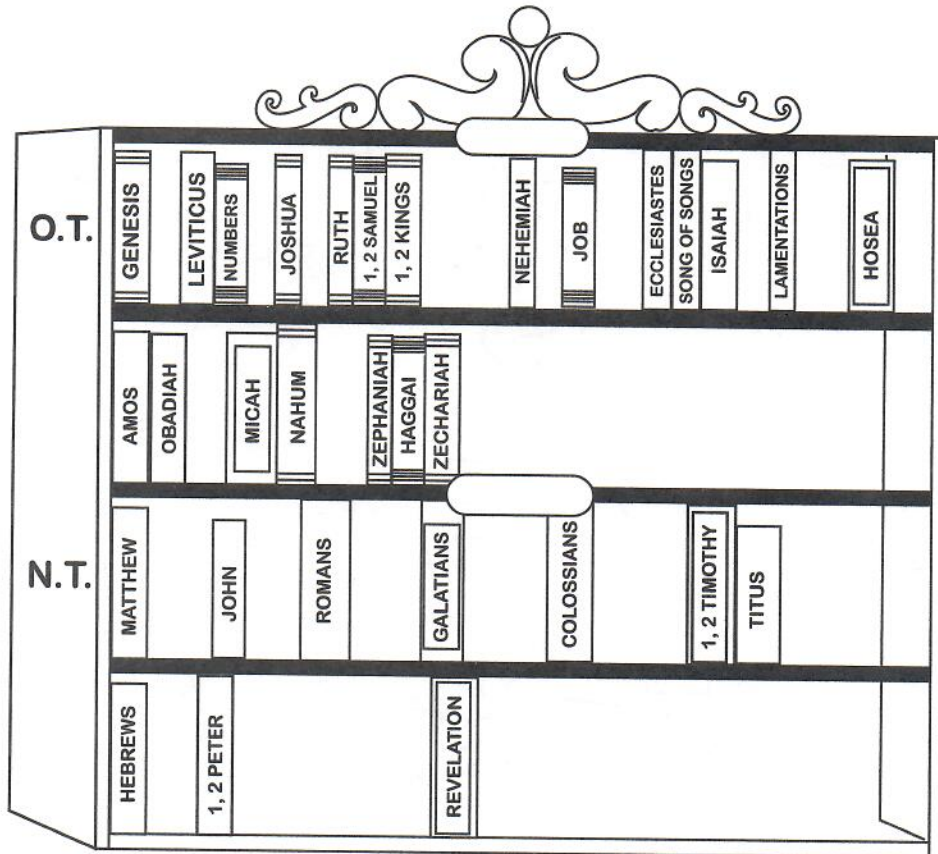 O.T.
GENESIS
LEVITICUS
NUMBERS
JOSHUA
RUTH
1, 2 SAMUEL
1, 2 KINGS
NEHEMIAH
JOB
ECCLESIASTES
SONG OF SONGS
ISAIAH
LAMENTATIONS
HOSEA
AMOS
OBADIAH
MICAH
NAHUM
ZEPHANIAH
HAGGAI
ZECHARIAH
N.T.
MATTHEW
JOHN
ROMANS
GALATIANS
COLOSSIANS
1, 2 TIMOTHY
TITUS
HEBREWS
1, 2 PETER
REVELATION